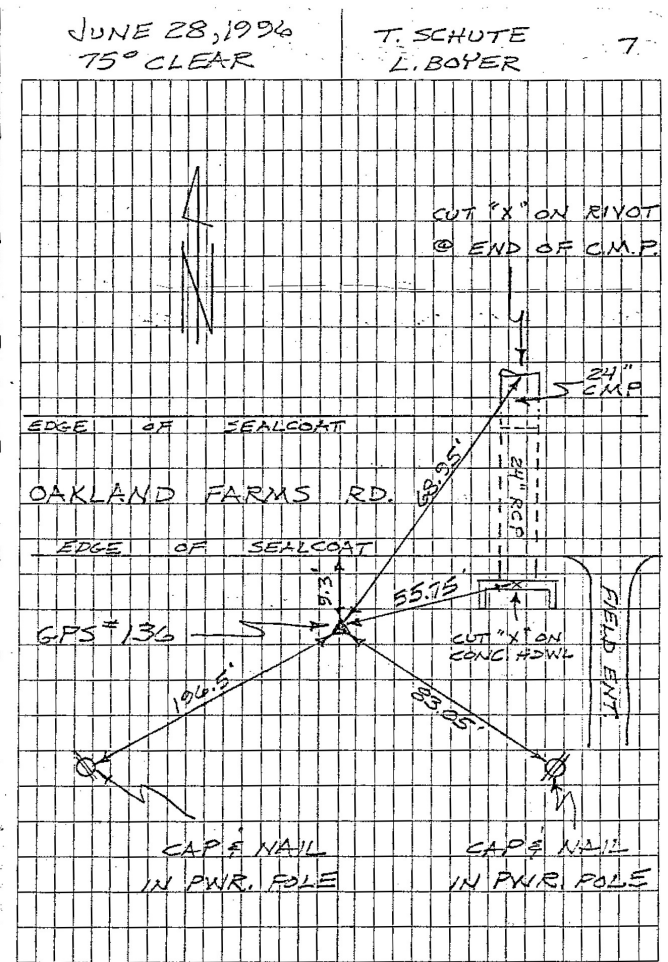 JUNE 28, 1996
75° CLEAR
T. SCHUTE
L. BOYER
7
CUT "X" ON RIVOT
@ END OF C.M.P.
24"
CMP
EDGE OF SEALCOAT
68.95'
24" RCP
OAKLAND FARMS RD.
EDGE OF SEALCOAT
9.3'
55.75'
GPS #136
CUT "X" ON
CONC. HDWL
FIELD ENT.
196.5'
83.05'
CAP & NAIL
IN PWR. POLE
CAP & NAIL
IN PWR. POLE